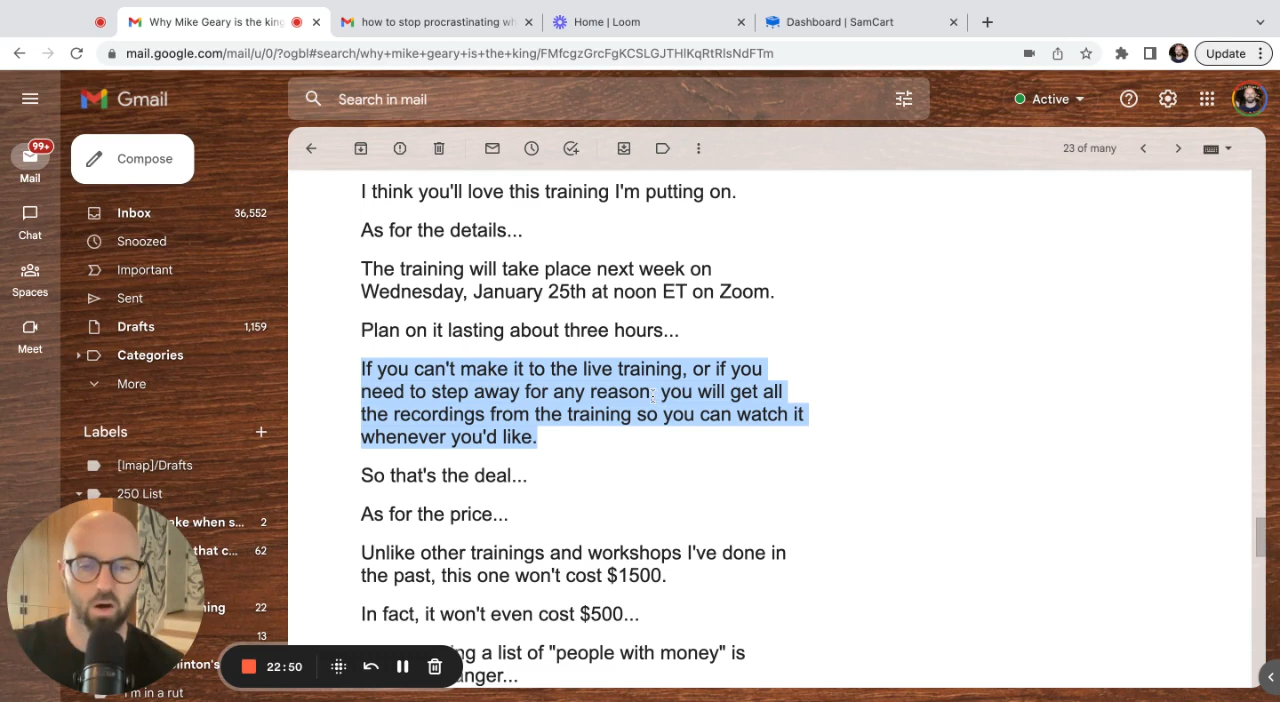 Why Mike Geary is the king
how to stop procrastinating wh
Home | Loom
Dashboard | SamCart
mail.google.com/mail/u/0/?ogbl#search/why+mike+geary+is+the+king/FMfcgzGrcFgKCSLGJTHlKqRtRlsNdFTm
Update
Gmail
Search in mail
Active
99+
Mail
Chat
Spaces
Meet
Compose
Inbox 36,552
Snoozed
Important
Sent
Drafts 1,159
Categories
More
Labels
[Imap]/Drafts
250 List
ake when s... 2
that c... 62
ning 22
13
linton's
I'm in a rut
23 of many
I think you'll love this training I'm putting on.
As for the details...
The training will take place next week on
Wednesday, January 25th at noon ET on Zoom.
Plan on it lasting about three hours...
If you can't make it to the live training, or if you
need to step away for any reason, you will get all
the recordings from the training so you can watch it
whenever you'd like.
So that's the deal...
As for the price...
Unlike other trainings and workshops I've done in
the past, this one won't cost $1500.
In fact, it won't even cost $500...
g a list of "people with money" is
anger...
22:50